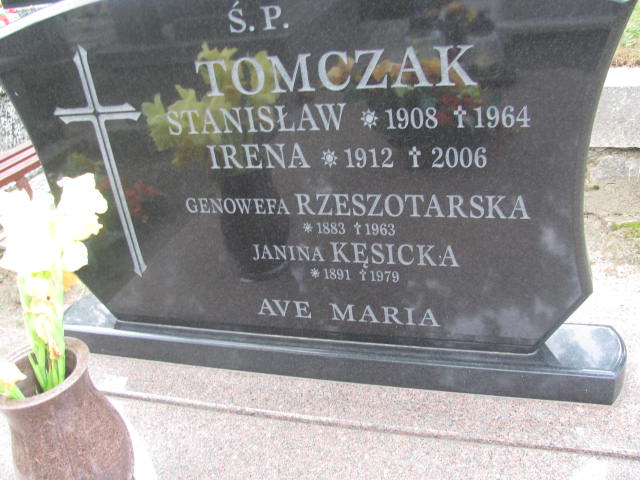 Ś.P.
TOMCZAK
STANISŁAW * 1908 † 1964
IRENA * 1912 † 2006
GENOWEFA RZESZOTARSKA
* 1883 † 1963
JANINA KĘSICKA
* 1891 † 1979
AVE MARIA